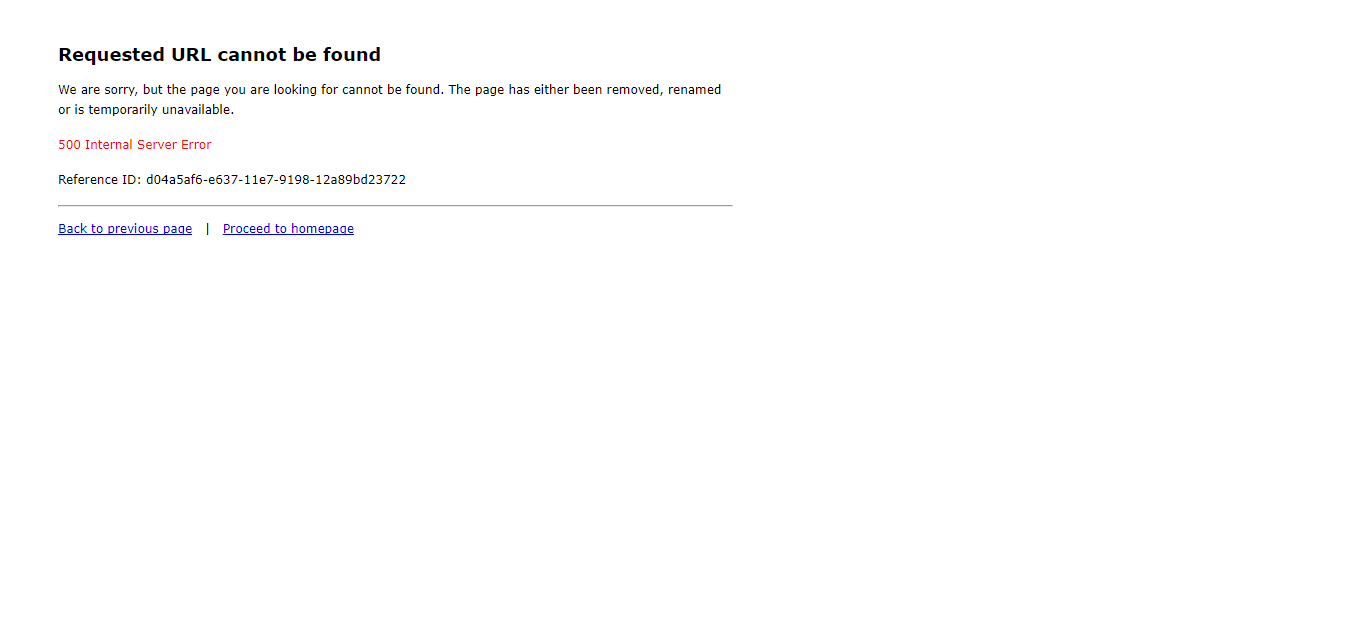 Requested URL cannot be found
We are sorry, but the page you are looking for cannot be found. The page has either been removed, renamed
or is temporarily unavailable.
500 Internal Server Error
Reference ID: d04a5af6-e637-11e7-9198-12a89bd23722
Back to previous page | Proceed to homepage